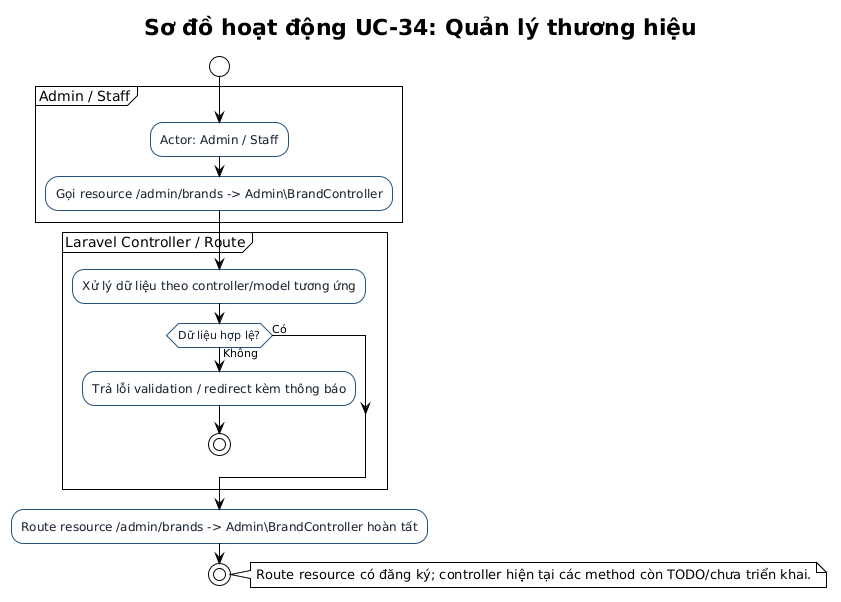 Sơ đồ hoạt động UC-34: Quản lý thương hiệu
Admin / Staff
Actor: Admin / Staff
Gọi resource /admin/brands -> Admin\BrandController
Laravel Controller / Route
Xử lý dữ liệu theo controller/model tương ứng
Dữ liệu hợp lệ?
Có
Không
Trả lỗi validation / redirect kèm thông báo
Route resource /admin/brands -> Admin\BrandController hoàn tất
Route resource có đăng ký; controller hiện tại các method còn TODO/chưa triển khai.